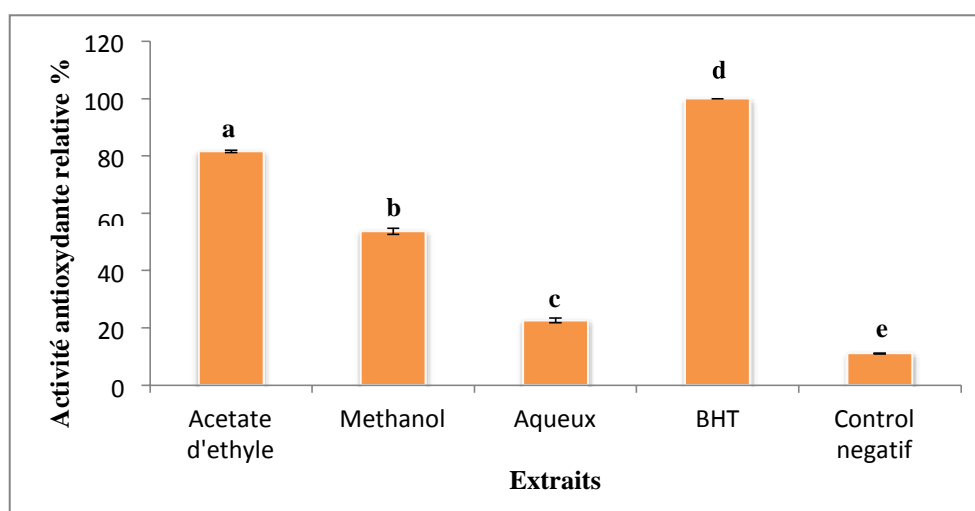 Activité antioxydante relative %
120
100
80
60
40
20
0
a
b
c
d
e
Acetate d'ethyle
Methanol
Aqueux
BHT
Control negatif
Extraits